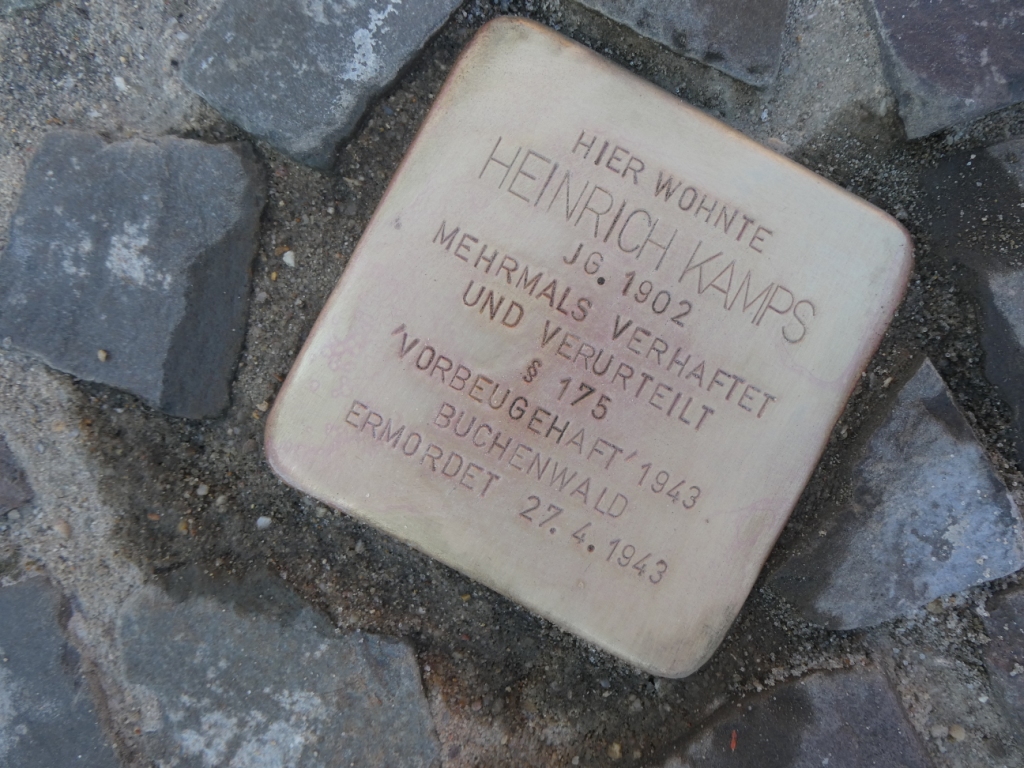 HIER WOHNTE
HEINRICH KAMPS
JG. 1902
MEHRMALS VERHAFTET
UND VERURTEILT
§ 175
'VORBEUGEHAFT' 1943
BUCHENWALD
ERMORDET 27.4.1943